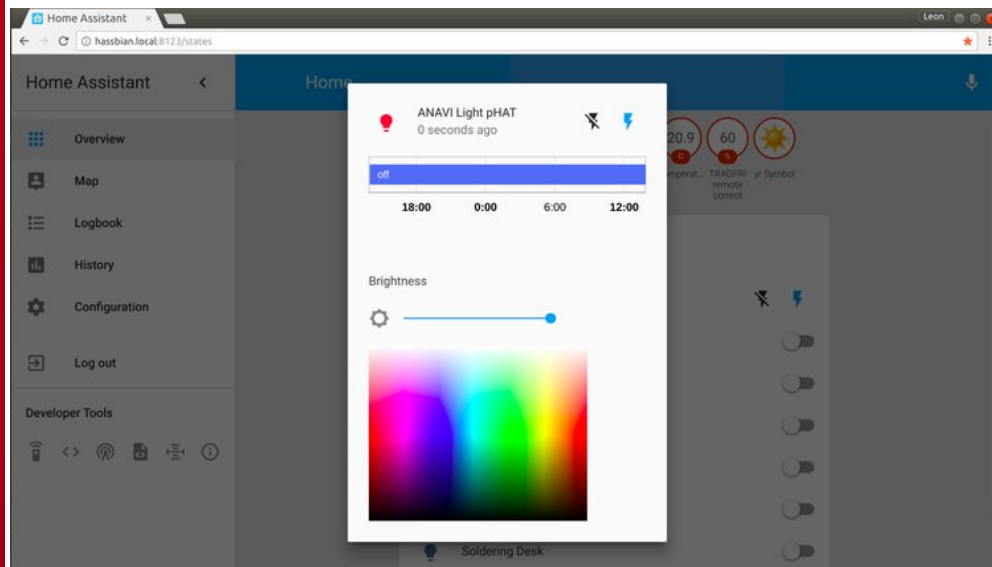 Home Assistant
Leon
hassbian.local:8123/states
Home Assistant
Home
ANAVI Light pHAT
0 seconds ago
off
18:00 0:00 6:00 12:00
Brightness
Overview
Map
Logbook
History
Configuration
Log out
Developer Tools
20.9
C
60
%
TRADFRI remote control
yr Symbol
Soldering Desk